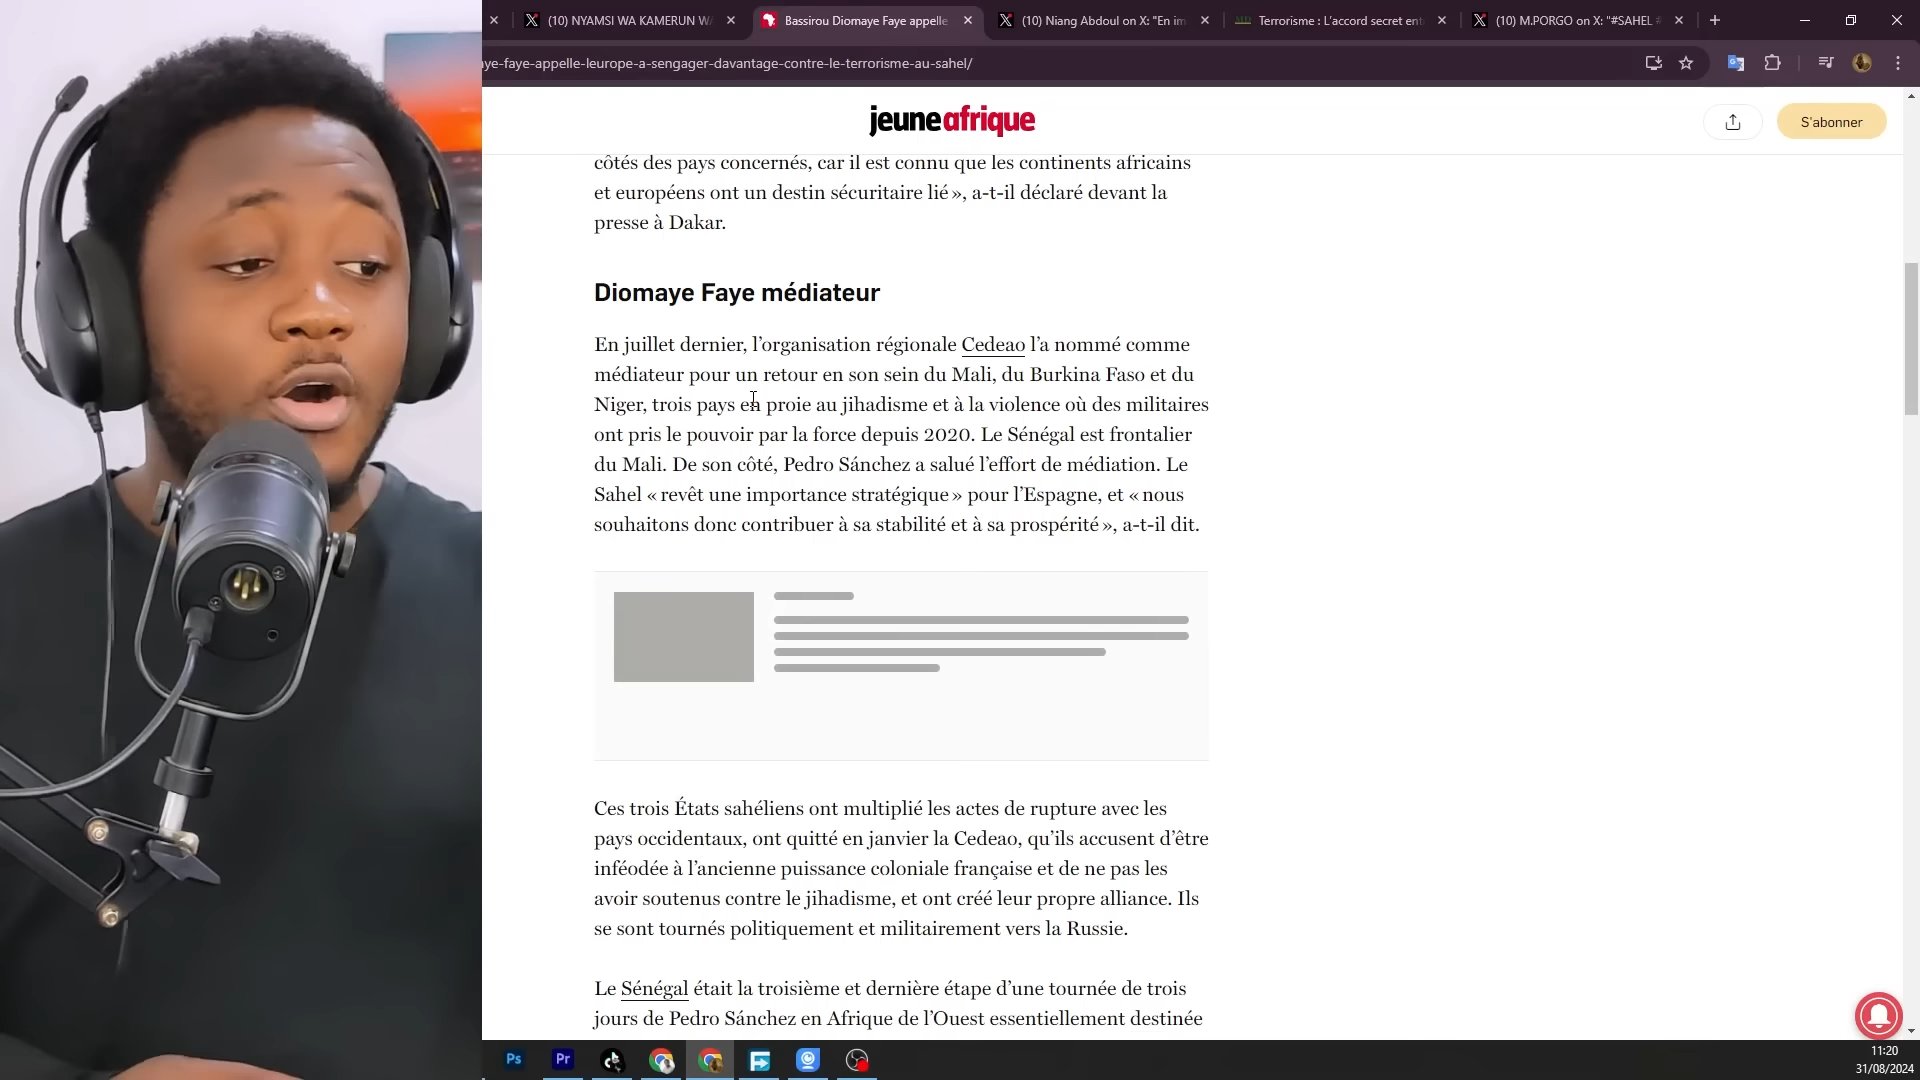 (10) NYAMSI WA KAMERUN WA
Bassirou Diomaye Faye appelle
(10) Niang Abdoul on X: "En im
Terrorisme : L'accord secret ent
(10) M.PORGO on X: "#SAHEL #
ye-faye-appelle-leurope-a-sengager-davantage-contre-le-terrorisme-au-sahel/
jeuneafrique
S'abonner
côtés des pays concernés, car il est connu que les continents africains
et européens ont un destin sécuritaire lié », a-t-il déclaré devant la
presse à Dakar.
Diomaye Faye médiateur
En juillet dernier, l'organisation régionale Cedeao l'a nommé comme
médiateur pour un retour en son sein du Mali, du Burkina Faso et du
Niger, trois pays en proie au jihadisme et à la violence où des militaires
ont pris le pouvoir par la force depuis 2020. Le Sénégal est frontalier
du Mali. De son côté, Pedro Sánchez a salué l'effort de médiation. Le
Sahel « revêt une importance stratégique » pour l'Espagne, et « nous
souhaitons donc contribuer à sa stabilité et à sa prospérité », a-t-il dit.
Ces trois États sahéliens ont multiplié les actes de rupture avec les
pays occidentaux, ont quitté en janvier la Cedeao, qu'ils accusent d'être
inféodée à l'ancienne puissance coloniale française et de ne pas les
avoir soutenus contre le jihadisme, et ont créé leur propre alliance. Ils
se sont tournés politiquement et militairement vers la Russie.
Le Sénégal était la troisième et dernière étape d'une tournée de trois
jours de Pedro Sánchez en Afrique de l'Ouest essentiellement destinée
Ps
Pr
11:20
31/08/2024